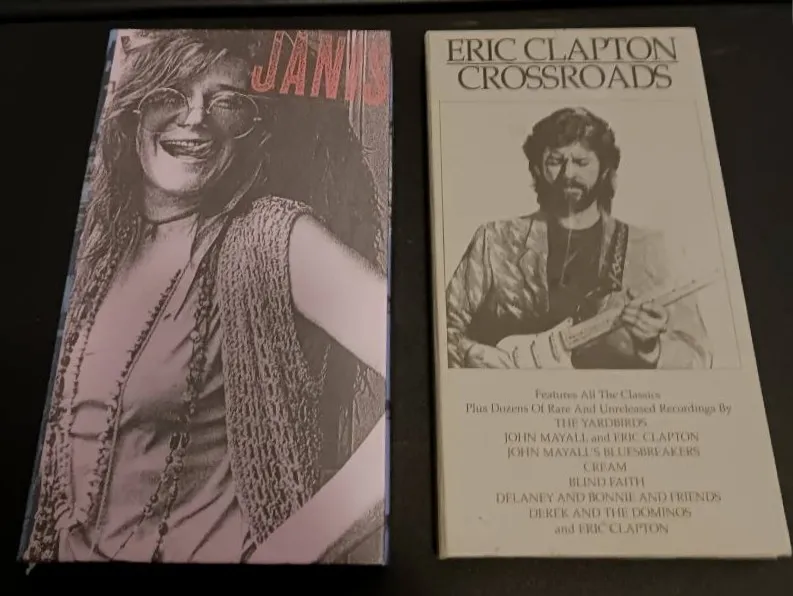 JANIS
ERIC CLAPTON
CROSSROADS
Features All The Classics
Plus Dozens Of Rare And Unreleased Recordings By
THE YARDBIRDS
JOHN MAYALL and ERIC CLAPTON
JOHN MAYALL'S BLUESBREAKERS
CREAM
BLIND FAITH
DELANEY AND BONNIE AND FRIENDS
DEREK AND THE DOMINOS
and ERIC CLAPTON